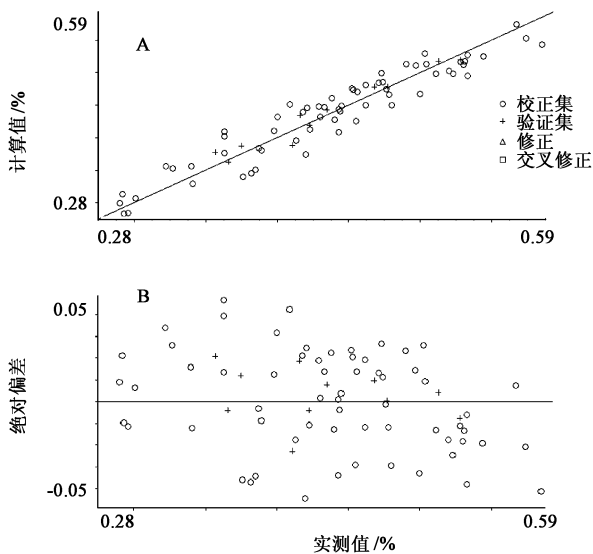 0.59
A
计算值/%
校正集
验证集
修正
交叉修正
0.28
0.28
0.59
B
0.05
绝对偏差
-0.05
0.28
0.59
实测值/%